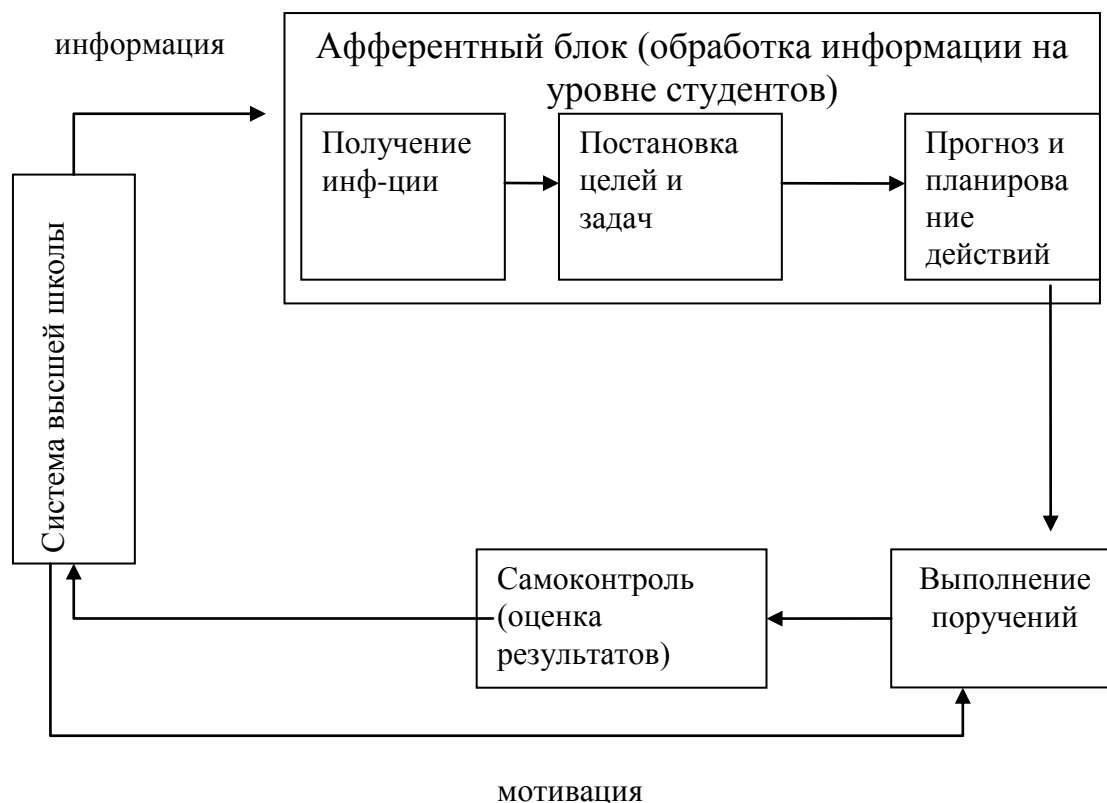 информация
Афферентный блок (обработка информации на
уровне студентов)
Получение
инф-ции
Постановка
целей и
задач
Прогноз и
планирова
ние
действий
Система высшей школы
Самоконтроль
(оценка
результатов)
Выполнение
поручений
мотивация